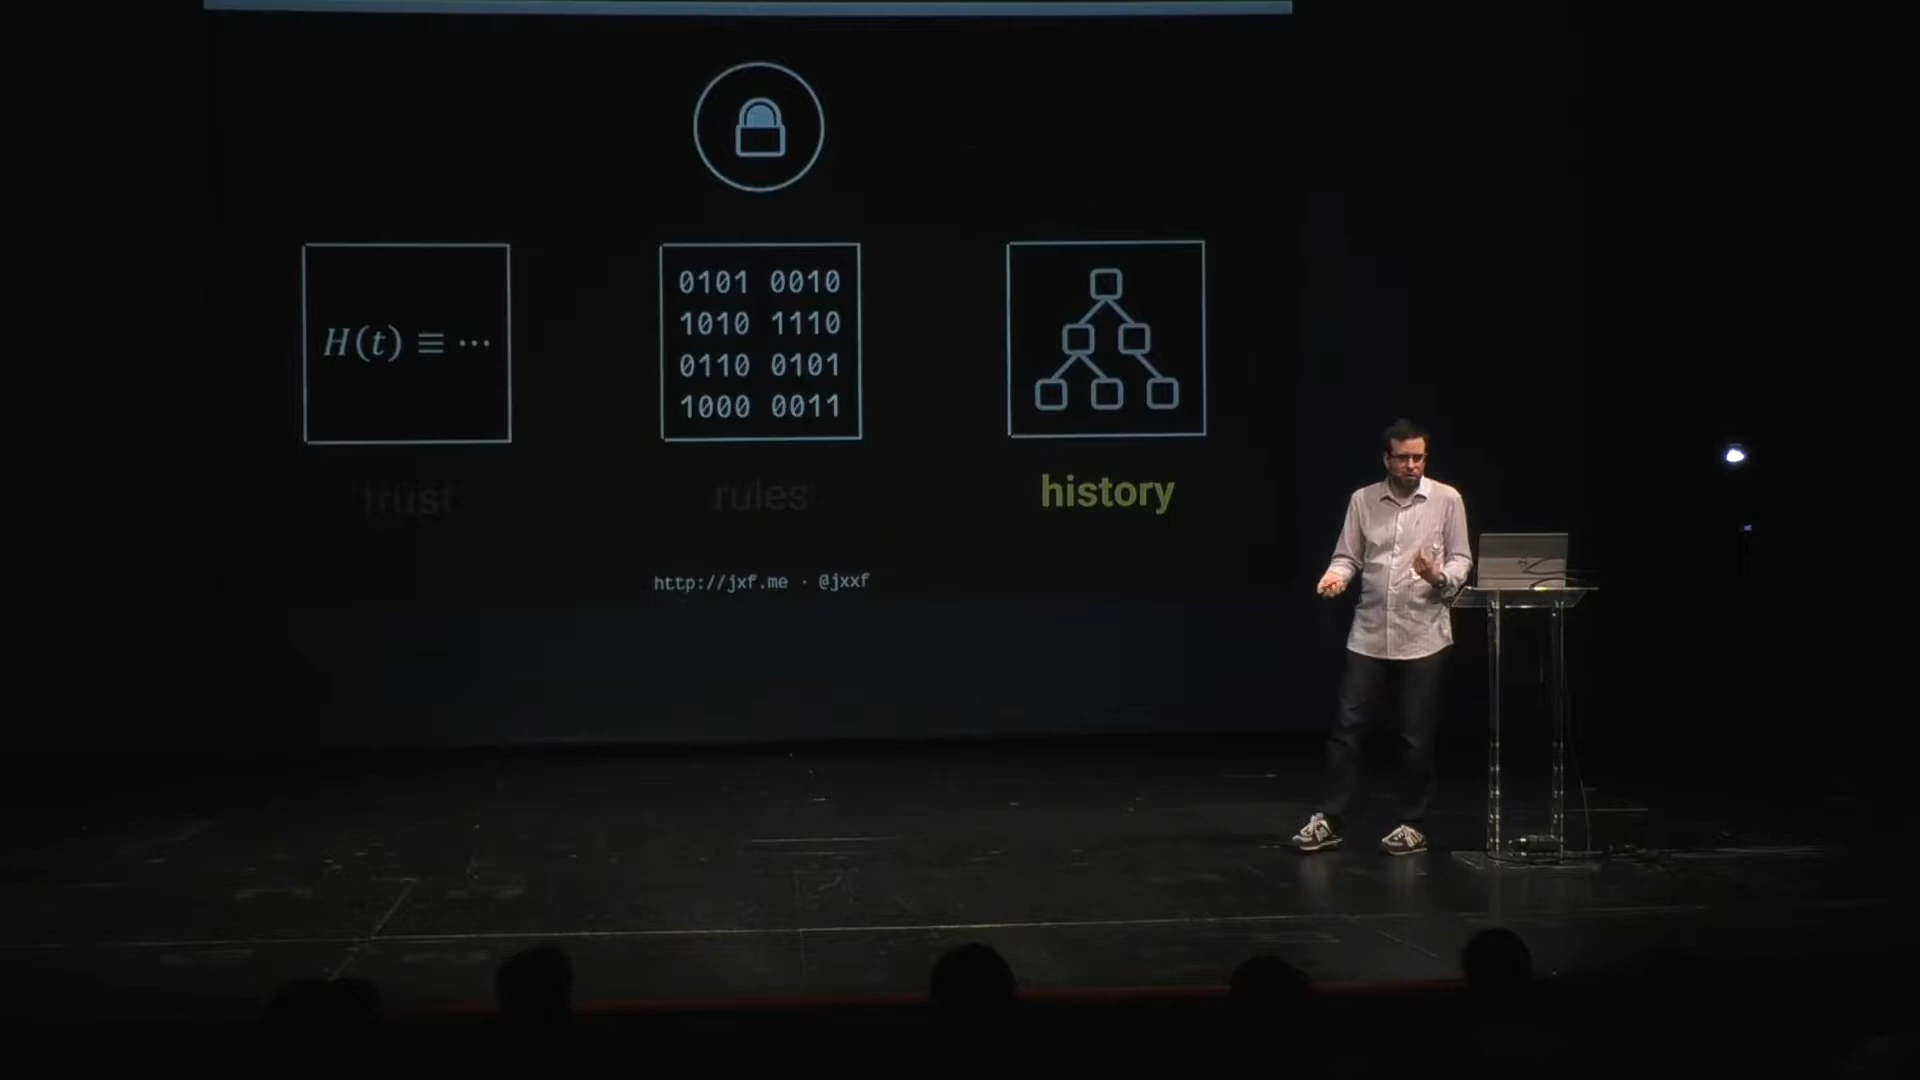 H(t) ≡ ···
0101 0010
1010 1110
0110 0101
1000 0011
trust
rules
history
http://jxf.me · @jxxf